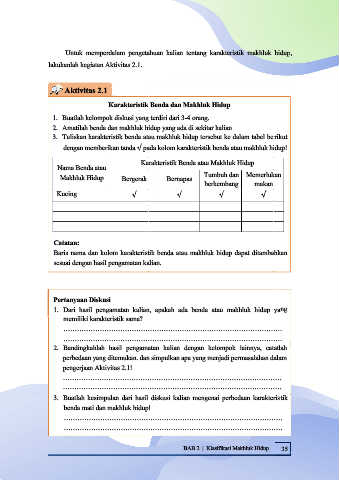 Untuk memperdalam pengetahuan kalian tentang karakteristik makhluk hidup,
lakukanlah kegiatan Aktivitas 2.1.
Aktivitas 2.1
Karakteristik Benda dan Makhluk Hidup
1. Buatlah kelompok diskusi yang terdiri dari 3-4 orang.
2. Amatilah benda dan makhluk hidup yang ada di sekitar kalian
3. Tuliskan karakteristik benda atau makhluk hidup tersebut ke dalam tabel berikut
dengan memberikan tanda √ pada kolom karakteristik benda atau makhluk hidup!
Nama Benda atau Makhluk Hidup
Karakteristik Benda atau Makhluk Hidup
Bergerak Bernapas Tumbuh dan berkembang Memerlukan makan
Kucing √ √ √ √
Catatan:
Baris nama dan kolom karakteristik benda atau makhluk hidup dapat ditambahkan
sesuai dengan hasil pengamatan kalian.
Pertanyaan Diskusi
1. Dari hasil pengamatan kalian, apakah ada benda atau makhluk hidup yang
memiliki karakteristik sama?
2. Bandingkahlah hasil pengamatan kalian dengan kelompok lainnya, catatlah
perbedaan yang ditemukan. dan simpulkan apa yang menjadi permasalahan dalam
pengerjaan Aktivitas 2.1!
3. Buatlah kesimpulan dari hasil diskusi kalian mengenai perbedaan karakteristik
benda mati dan makhluk hidup!
BAB 2 | Klasifikasi Makhluk Hidup 35